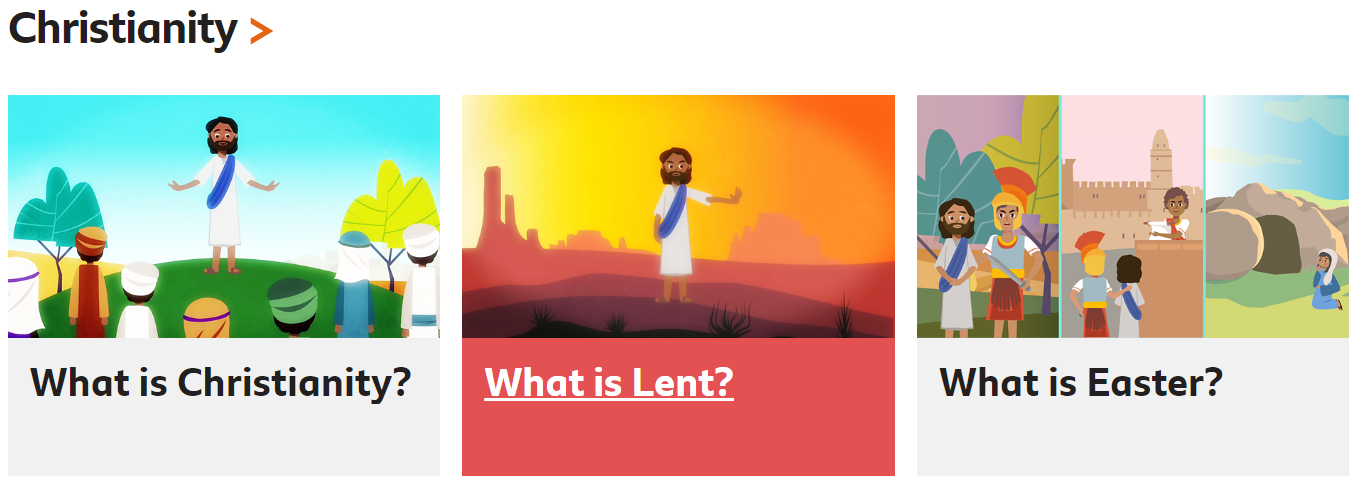 Christianity >
What is Christianity?
What is Lent?
What is Easter?